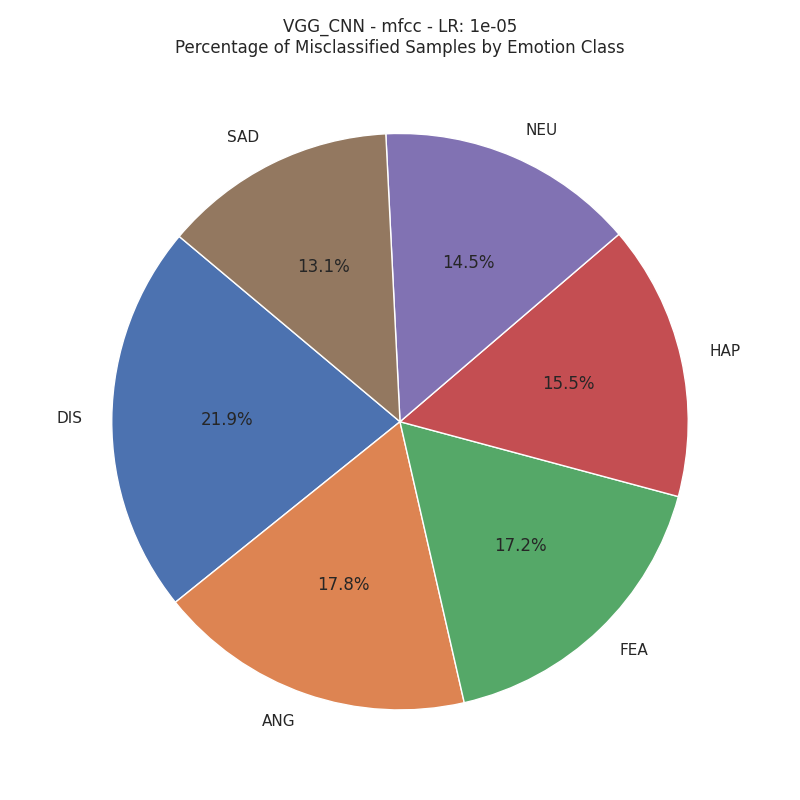 VGG_CNN - mfcc - LR: 1e-05
Percentage of Misclassified Samples by Emotion Class
NEU
SAD
14.5%
13.1%
HAP
15.5%
DIS
21.9%
17.2%
17.8%
FEA
ANG